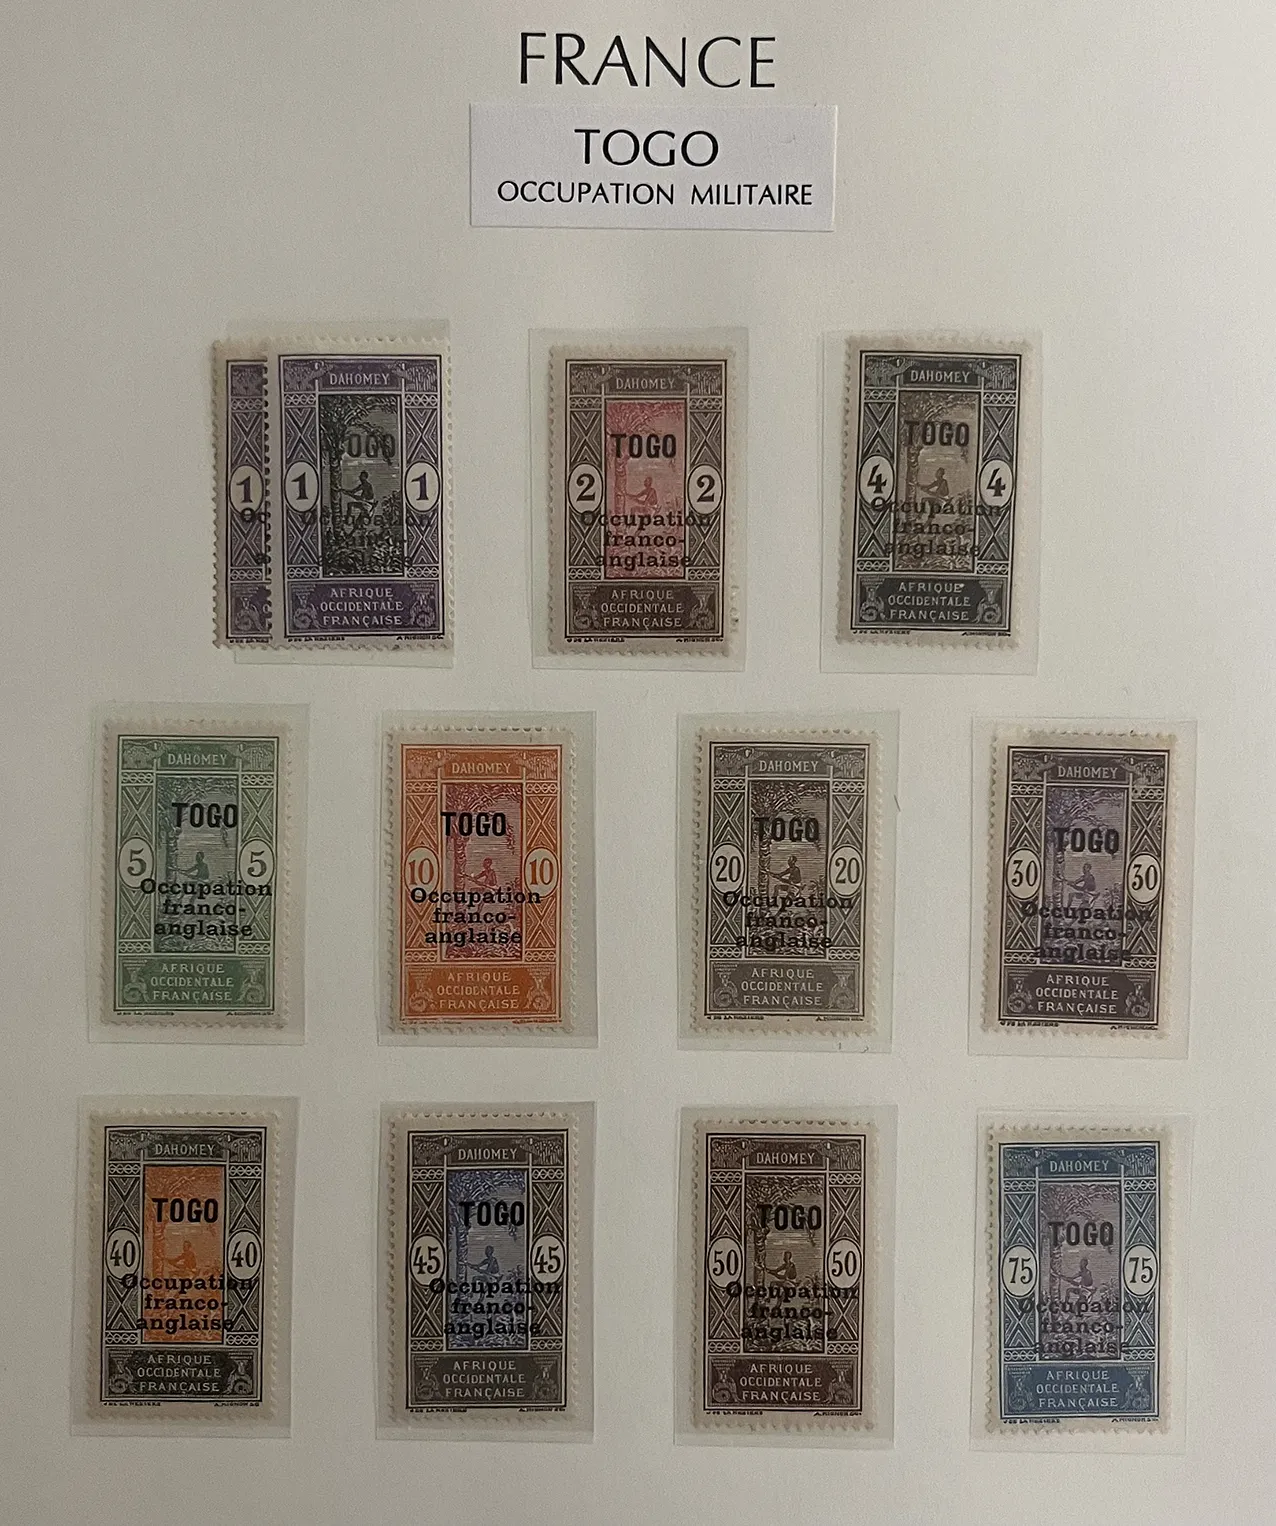 FRANCE
TOGO
OCCUPATION MILITAIRE
1
Oc
DAHOMEY
TOGO
1 1
Occupation
franco-
anglaise
AFRIQUE
OCCIDENTALE
FRANÇAISE
DAHOMEY
TOGO
2 2
Occupation
franco-
anglaise
AFRIQUE
OCCIDENTALE
FRANÇAISE
DAHOMEY
TOGO
4 4
Occupation
franco-
anglaise
AFRIQUE
OCCIDENTALE
FRANÇAISE
DAHOMEY
TOGO
5 5
Occupation
franco-
anglaise
AFRIQUE
OCCIDENTALE
FRANÇAISE
DAHOMEY
TOGO
10 10
Occupation
franco-
anglaise
AFRIQUE
OCCIDENTALE
FRANÇAISE
DAHOMEY
TOGO
20 20
Occupation
franco-
anglaise
AFRIQUE
OCCIDENTALE
FRANÇAISE
DAHOMEY
TOGO
30 30
Occupation
franco-
anglaise
AFRIQUE
OCCIDENTALE
FRANÇAISE
DAHOMEY
TOGO
40 40
Occupation
franco-
anglaise
AFRIQUE
OCCIDENTALE
FRANÇAISE
DAHOMEY
TOGO
45 45
Occupation
franco-
anglaise
AFRIQUE
OCCIDENTALE
FRANÇAISE
DAHOMEY
TOGO
50 50
Occupation
franco-
anglaise
AFRIQUE
OCCIDENTALE
FRANÇAISE
DAHOMEY
TOGO
75 75
Occupation
franco-
anglaise
AFRIQUE
OCCIDENTALE
FRANÇAISE